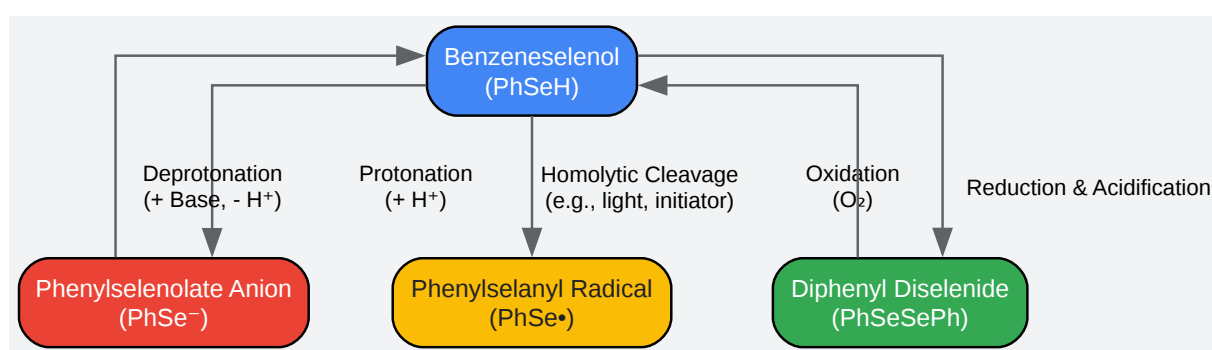 Benzeneselenol
(PhSeH)
Deprotonation
(+ Base, - H⁺)
Protonation
(+ H⁺)
Homolytic Cleavage
(e.g., light, initiator)
Oxidation
(O₂)
Reduction & Acidification
Phenylselenolate Anion
(PhSe⁻)
Phenylselanyl Radical
(PhSe•)
Diphenyl Diselenide
(PhSeSePh)